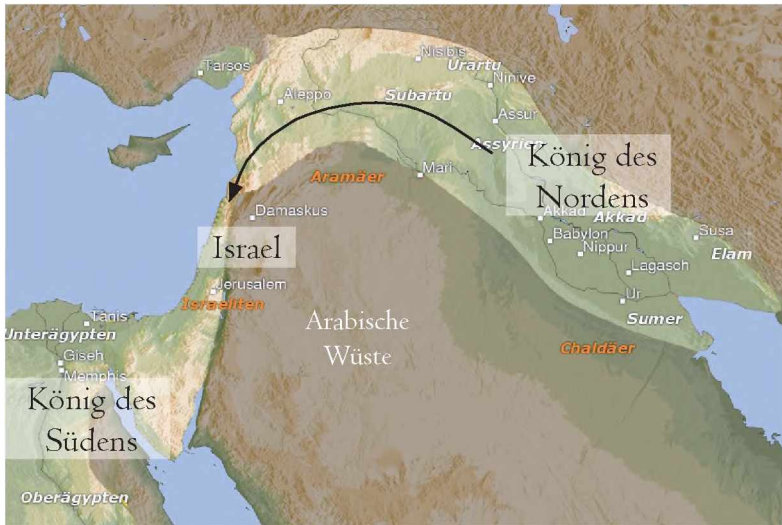 Nisibis
Urartu
Tarsos
Ninive
Aleppo
Subartu
Assur
Assyrien
König des
Nordens
Mari
Aramäer
Damaskus
Akkad
Akkad
Susa
Babylon
Elam
Israel
Nippur
Lagasch
Jerusalem
Israeliten
Ur
Arabische
Wüste
Sumer
Tanis
Unterägypten
Chaldäer
Giseh
Memphis
König des
Südens
Oberägypten